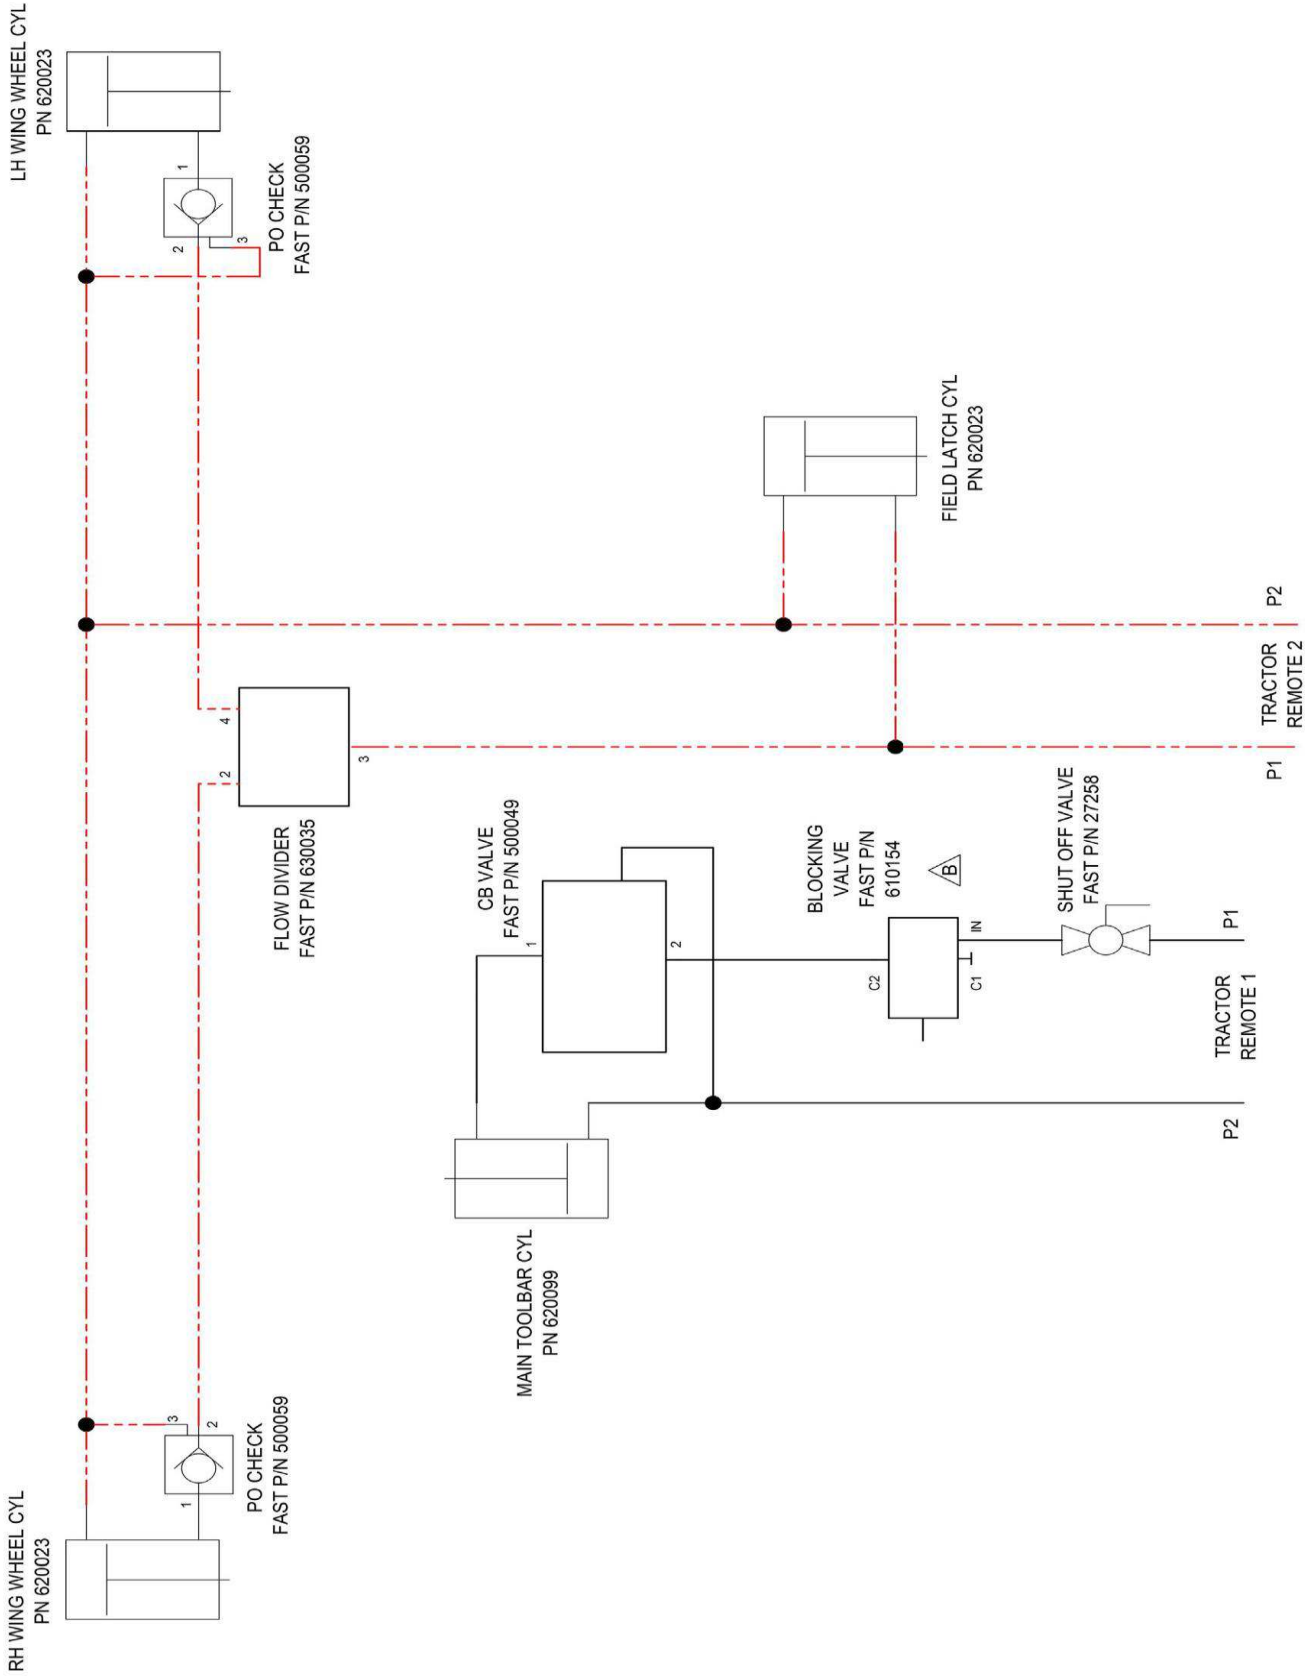 RH WING WHEEL CYL
PN 620023
1
3
2
PO CHECK
FAST P/N 500059
LH WING WHEEL CYL
PN 620023
1
2
3
PO CHECK
FAST P/N 500059
2
4
3
FLOW DIVIDER
FAST P/N 630035
MAIN TOOLBAR CYL
PN 620099
CB VALVE
FAST P/N 500049
1
2
FIELD LATCH CYL
PN 620023
BLOCKING
VALVE
FAST P/N
610154
B
C2
C1
IN
SHUT OFF VALVE
FAST P/N 27258
P2
TRACTOR
REMOTE 1
P1
P1
TRACTOR
REMOTE 2
P2